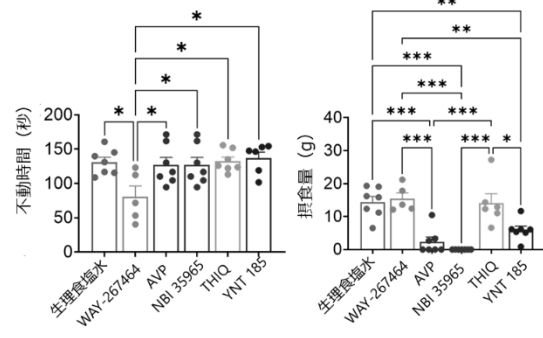 *
*
*
* *
不動時間（秒）
200
150
100
50
0
生理食塩水
WAY-267464
AVP
NBI 35965
THIQ
YNT 185
**
**
***
***
*** ***
*** *** *
摂食量（g）
40
30
20
10
0
生理食塩水
WAY-267464
AVP
NBI 35965
THIQ
YNT 185